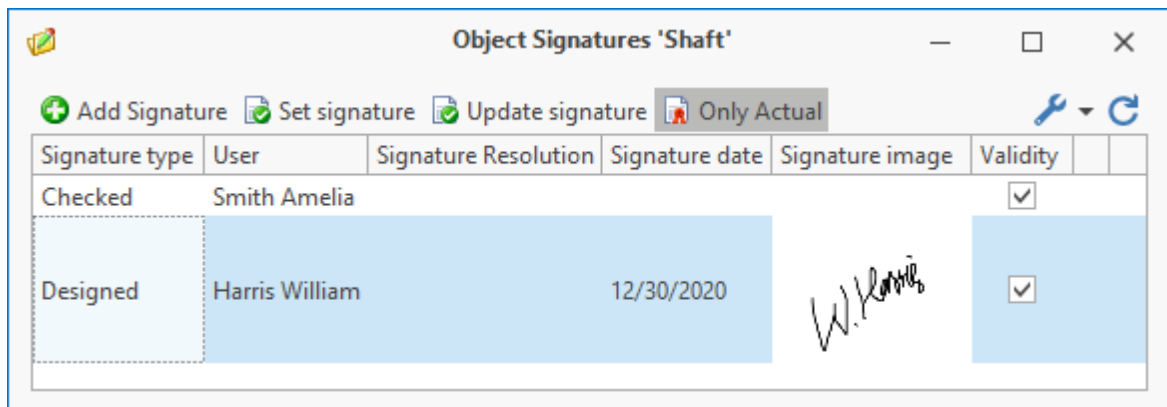 Object Signatures 'Shaft'
Add Signature Set signature Update signature Only Actual
Signature type User Signature Resolution Signature date Signature image Validity
Checked Smith Amelia
Designed Harris William 12/30/2020 W. Harris